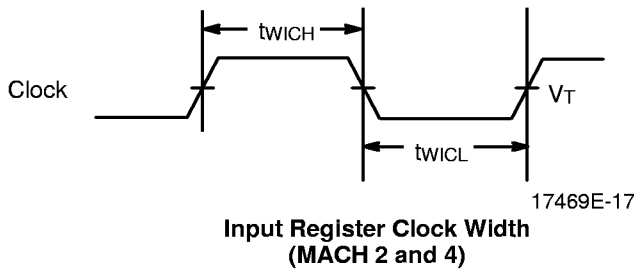 tWICH
Clock
VT
tWICL
17469E-17
Input Register Clock Width
(MACH 2 and 4)